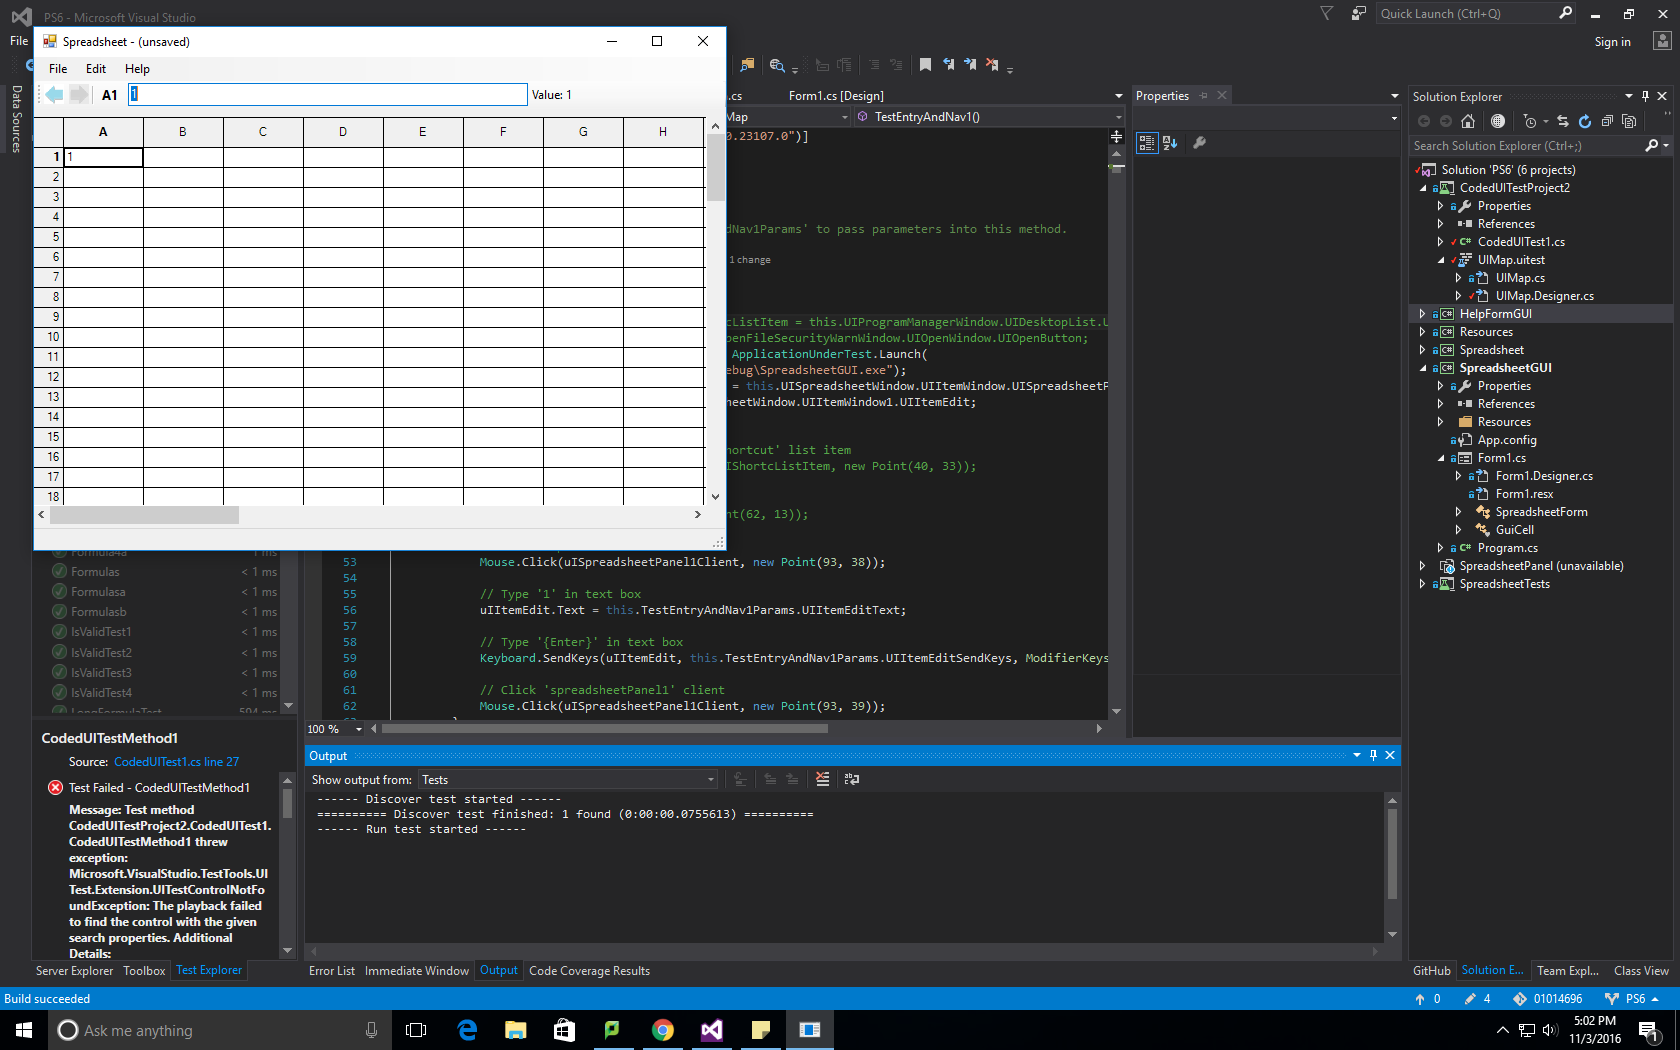 PS6 - Microsoft Visual Studio
Quick Launch (Ctrl+Q)
File
Sign in
Spreadsheet - (unsaved)
File Edit Help
A1 1 Value: 1
A B C D E F G H
1 1
2
3
4
5
6
7
8
9
10
11
12
13
14
15
16
17
18
Data Sources
.cs Form1.cs [Design]
Map TestEntryAndNav1()
0.23107.0")]
dNav1Params' to pass parameters into this method.
1 change
cListItem = this.UIProgramManagerWindow.UIDesktopList.U
penFileSecurityWarnWindow.UIOpenWindow.UIOpenButton;
ApplicationUnderTest.Launch(
ebug\SpreadsheetGUI.exe");
= this.UISpreadsheetWindow.UIItemWindow.UISpreadsheetP
heetWindow.UIItemWindow1.UIItemEdit;
hortcut' list item
IShortcListItem, new Point(40, 33));
nt(62, 13));
53 Mouse.Click(uISpreadsheetPanel1Client, new Point(93, 38));
54
55 // Type '1' in text box
56 uIItemEdit.Text = this.TestEntryAndNav1Params.UIItemEditText;
57
58 // Type '{Enter}' in text box
59 Keyboard.SendKeys(uIItemEdit, this.TestEntryAndNav1Params.UIItemEditSendKeys, ModifierKeys
60
61 // Click 'spreadsheetPanel1' client
62 Mouse.Click(uISpreadsheetPanel1Client, new Point(93, 39));
100 %
Formula4a 1 ms
Formulas < 1 ms
Formulasa < 1 ms
Formulasb < 1 ms
IsValidTest1 < 1 ms
IsValidTest2 < 1 ms
IsValidTest3 < 1 ms
IsValidTest4 < 1 ms
LongFormulaTest 594 ms
CodedUITestMethod1
Source: CodedUITest1.cs line 27
Test Failed - CodedUITestMethod1
Message: Test method
CodedUITestProject2.CodedUITest1.
CodedUITestMethod1 threw
exception:
Microsoft.VisualStudio.TestTools.UI
Test.Extension.UITestControlNotFo
undException: The playback failed
to find the control with the given
search properties. Additional
Details:
Server Explorer Toolbox Test Explorer
Output
Show output from: Tests
------ Discover test started ------
========== Discover test finished: 1 found (0:00:00.0755613) ==========
------ Run test started ------
Error List Immediate Window Output Code Coverage Results
Properties
Solution Explorer
Search Solution Explorer (Ctrl+;)
Solution 'PS6' (6 projects)
CodedUITestProject2
Properties
References
CodedUITest1.cs
UIMap.uitest
UIMap.cs
UIMap.Designer.cs
HelpFormGUI
Resources
Spreadsheet
SpreadsheetGUI
Properties
References
Resources
App.config
Form1.cs
Form1.Designer.cs
Form1.resx
SpreadsheetForm
GuiCell
Program.cs
SpreadsheetPanel (unavailable)
SpreadsheetTests
GitHub Solution E... Team Expl... Class View
Build succeeded
0 4 01014696 PS6
Ask me anything
5:02 PM
11/3/2016
1